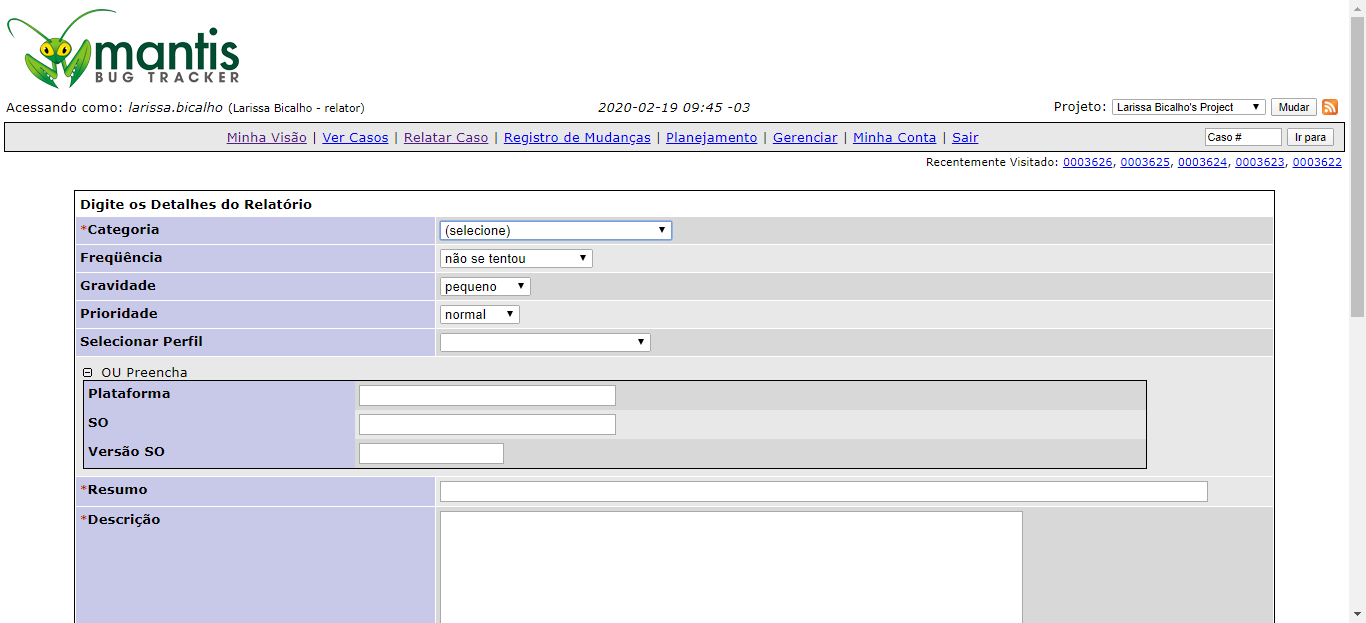 mantis
BUG TRACKER
Acessando como: larissa.bicalho (Larissa Bicalho - relator) 2020-02-19 09:45 -03 Projeto: Larissa Bicalho's Project Mudar
Minha Visão | Ver Casos | Relatar Caso | Registro de Mudanças | Planejamento | Gerenciar | Minha Conta | Sair Caso # Ir para
Recentemente Visitado: 0003626, 0003625, 0003624, 0003623, 0003622
Digite os Detalhes do Relatório
*Categoria (selecione)
Freqüência não se tentou
Gravidade pequeno
Prioridade normal
Selecionar Perfil
OU Preencha
Plataforma
SO
Versão SO
*Resumo
*Descrição